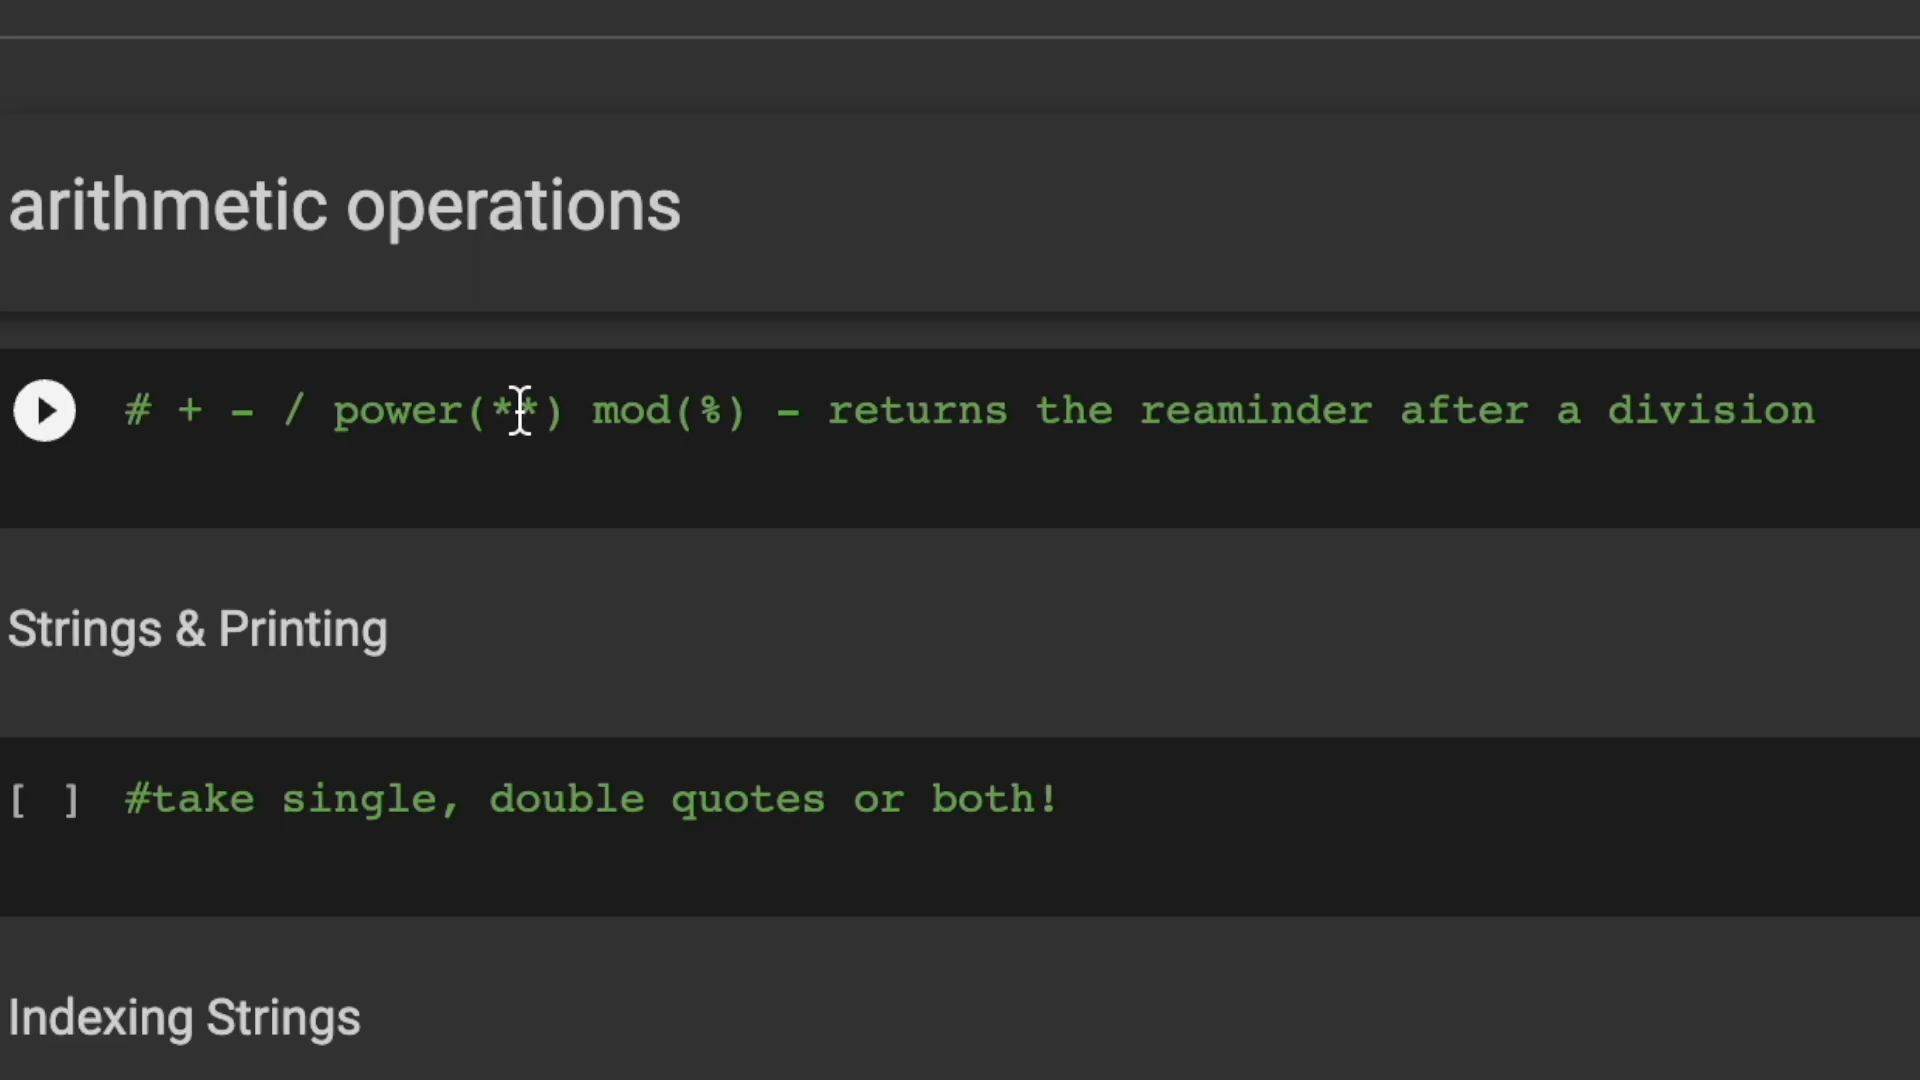 arithmetic operations
# + - / power(**) mod(%) - returns the reaminder after a division
Strings & Printing
[ ] #take single, double quotes or both!
Indexing Strings